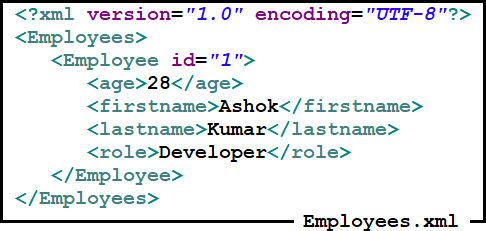 <?xml version="1.0" encoding="UTF-8"?>
<Employees>
<Employee id="1">
<age>28</age>
<firstname>Ashok</firstname>
<lastname>Kumar</lastname>
<role>Developer</role>
</Employee>
</Employees>
Employees.xml